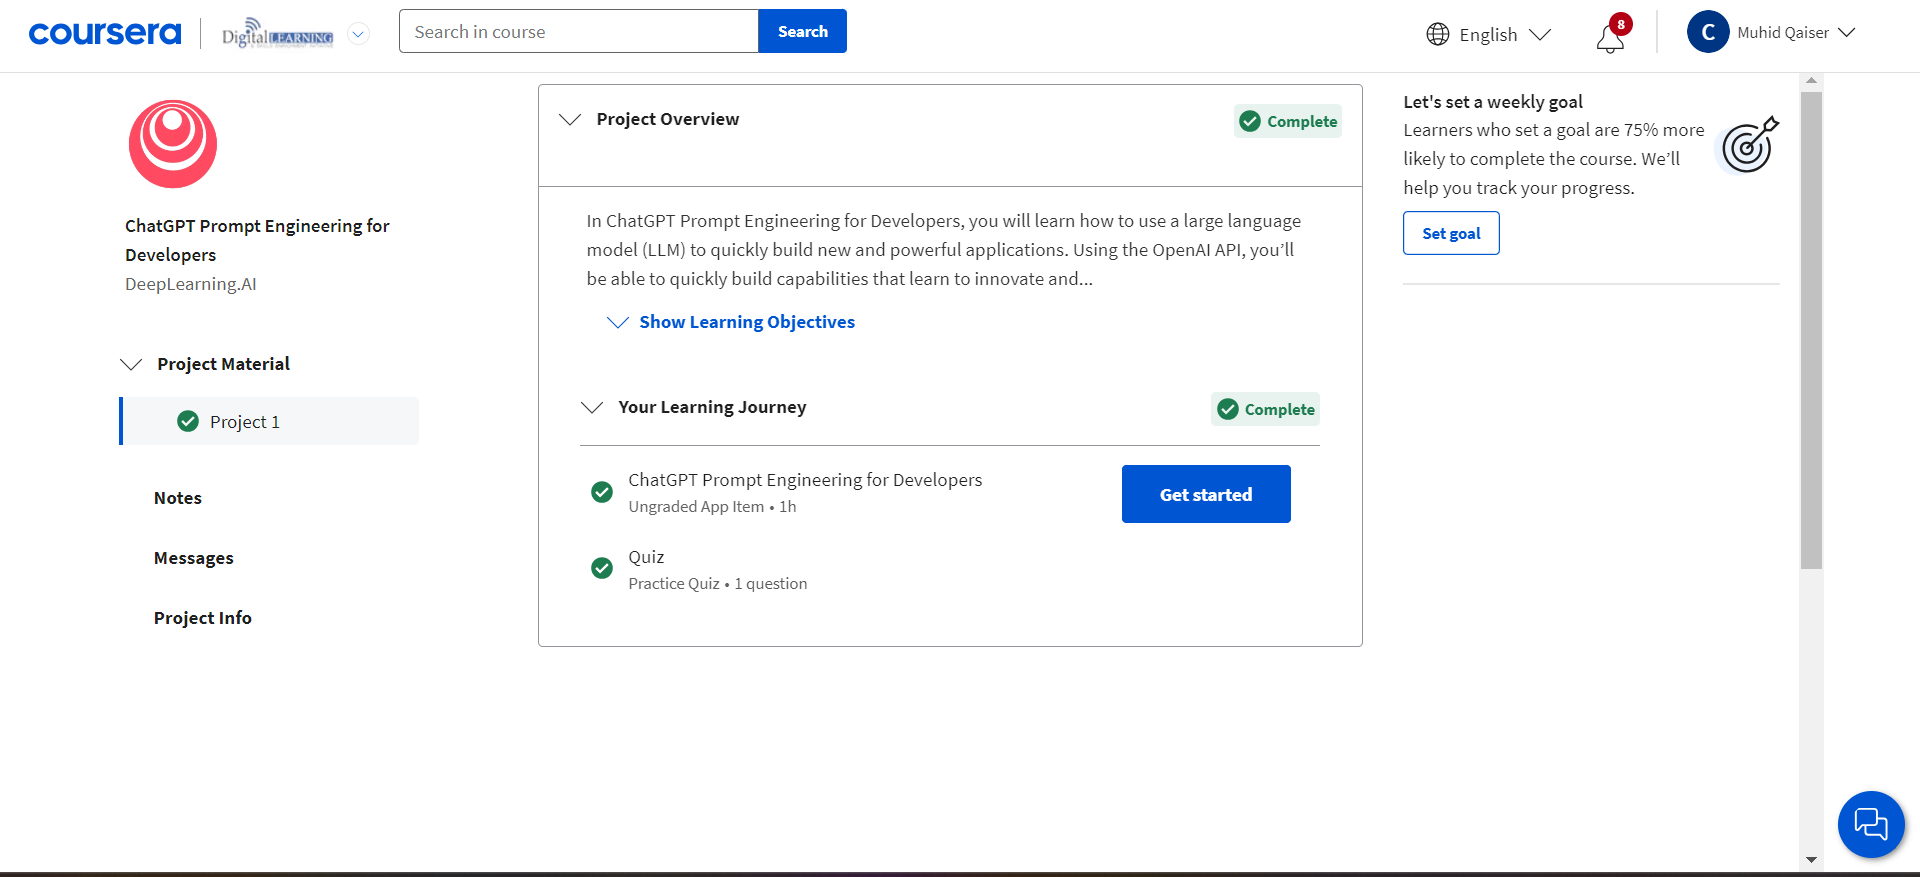 coursera
Digital LEARNING
Search in course
Search
English
8
C
Muhid Qaiser
ChatGPT Prompt Engineering for
Developers
DeepLearning.AI
Project Material
Project 1
Notes
Messages
Project Info
Project Overview
Complete
In ChatGPT Prompt Engineering for Developers, you will learn how to use a large language
model (LLM) to quickly build new and powerful applications. Using the OpenAI API, you’ll
be able to quickly build capabilities that learn to innovate and...
Show Learning Objectives
Your Learning Journey
Complete
ChatGPT Prompt Engineering for Developers
Ungraded App Item • 1h
Get started
Quiz
Practice Quiz • 1 question
Let's set a weekly goal
Learners who set a goal are 75% more
likely to complete the course. We’ll
help you track your progress.
Set goal